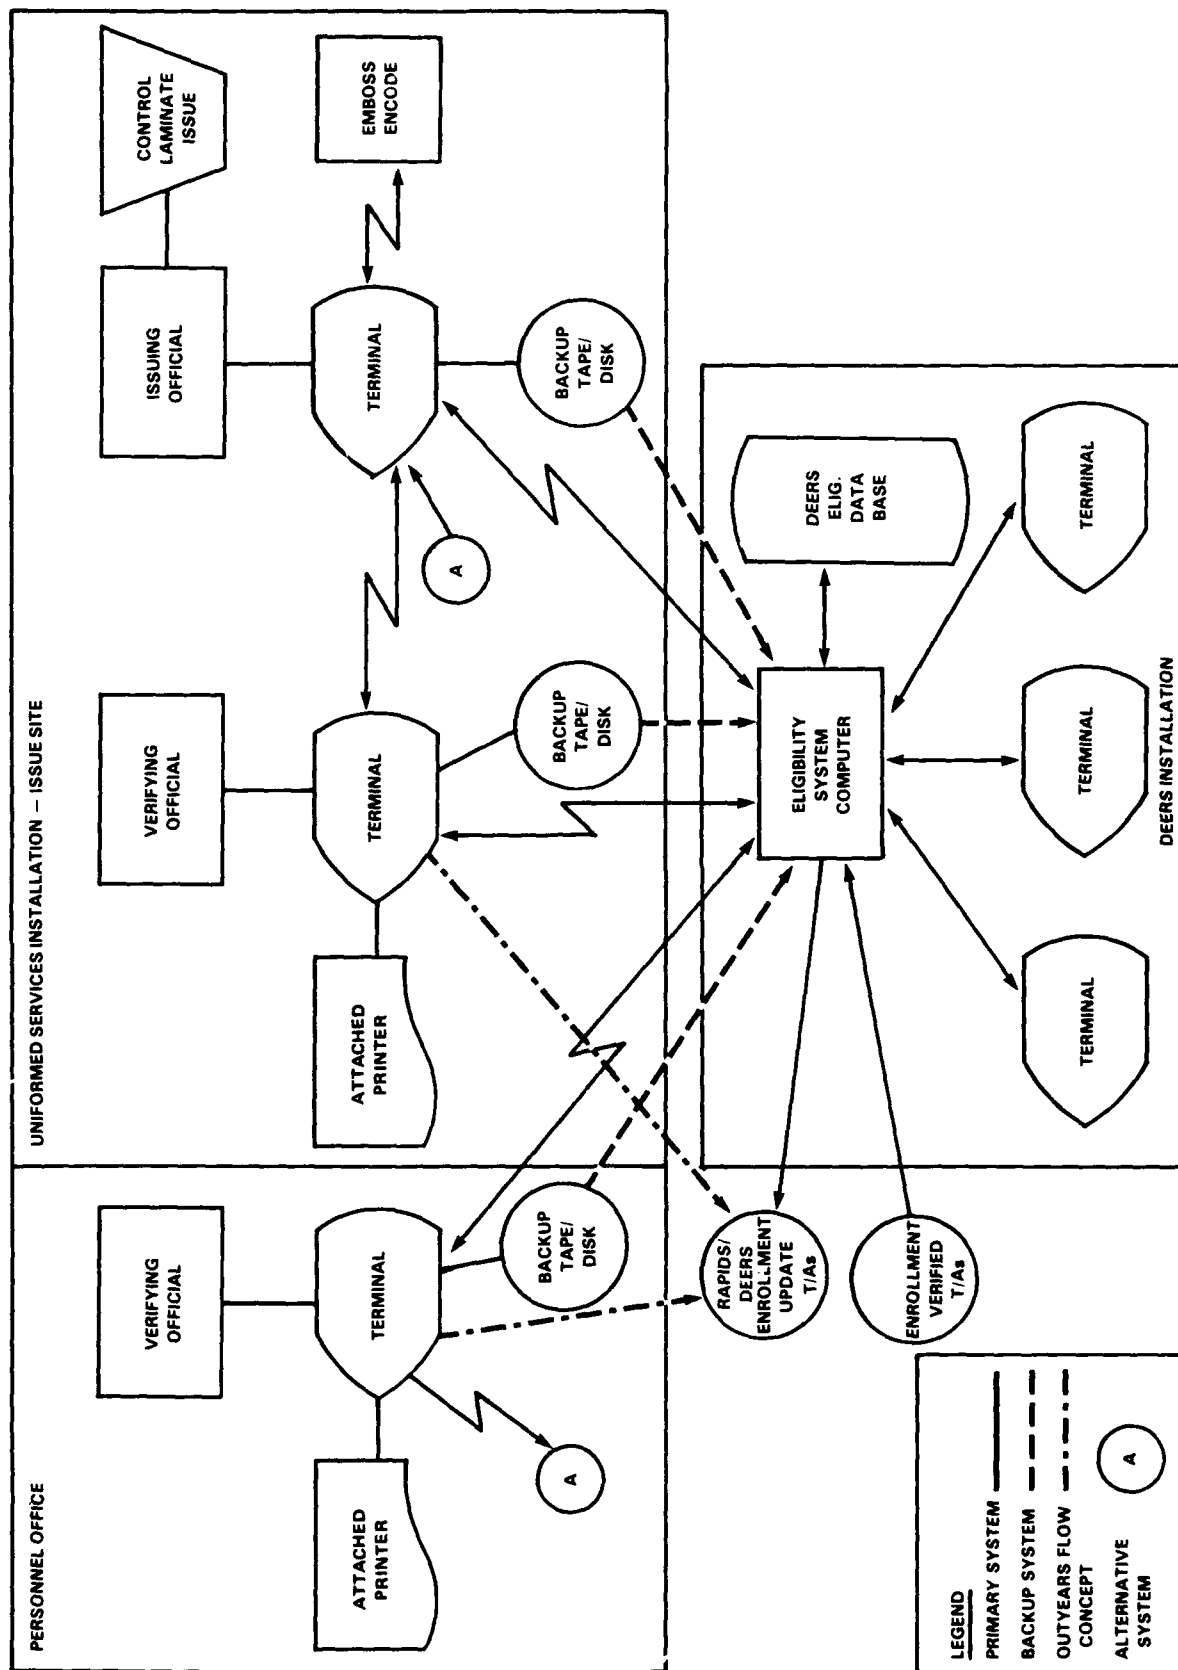 PERSONNEL OFFICE
VERIFYING
OFFICIAL
TERMINAL
ATTACHED
PRINTER
A
BACKUP
TAPE/
DISK
UNIFORMED SERVICES INSTALLATION – ISSUE SITE
VERIFYING
OFFICIAL
TERMINAL
ATTACHED
PRINTER
BACKUP
TAPE/
DISK
ISSUING
OFFICIAL
CONTROL
LAMINATE
ISSUE
TERMINAL
EMBOSS
ENCODE
A
BACKUP
TAPE/
DISK
RAPIDS/
DEERS
ENROLLMENT
UPDATE
T/As
ENROLLMENT
VERIFIED
T/As
ELIGIBILITY
SYSTEM
COMPUTER
DEERS
ELIG.
DATA
BASE
TERMINAL
TERMINAL
TERMINAL
DEERS INSTALLATION
LEGEND
PRIMARY SYSTEM
BACKUP SYSTEM
OUTYEARS FLOW
CONCEPT
ALTERNATIVE
SYSTEM
A